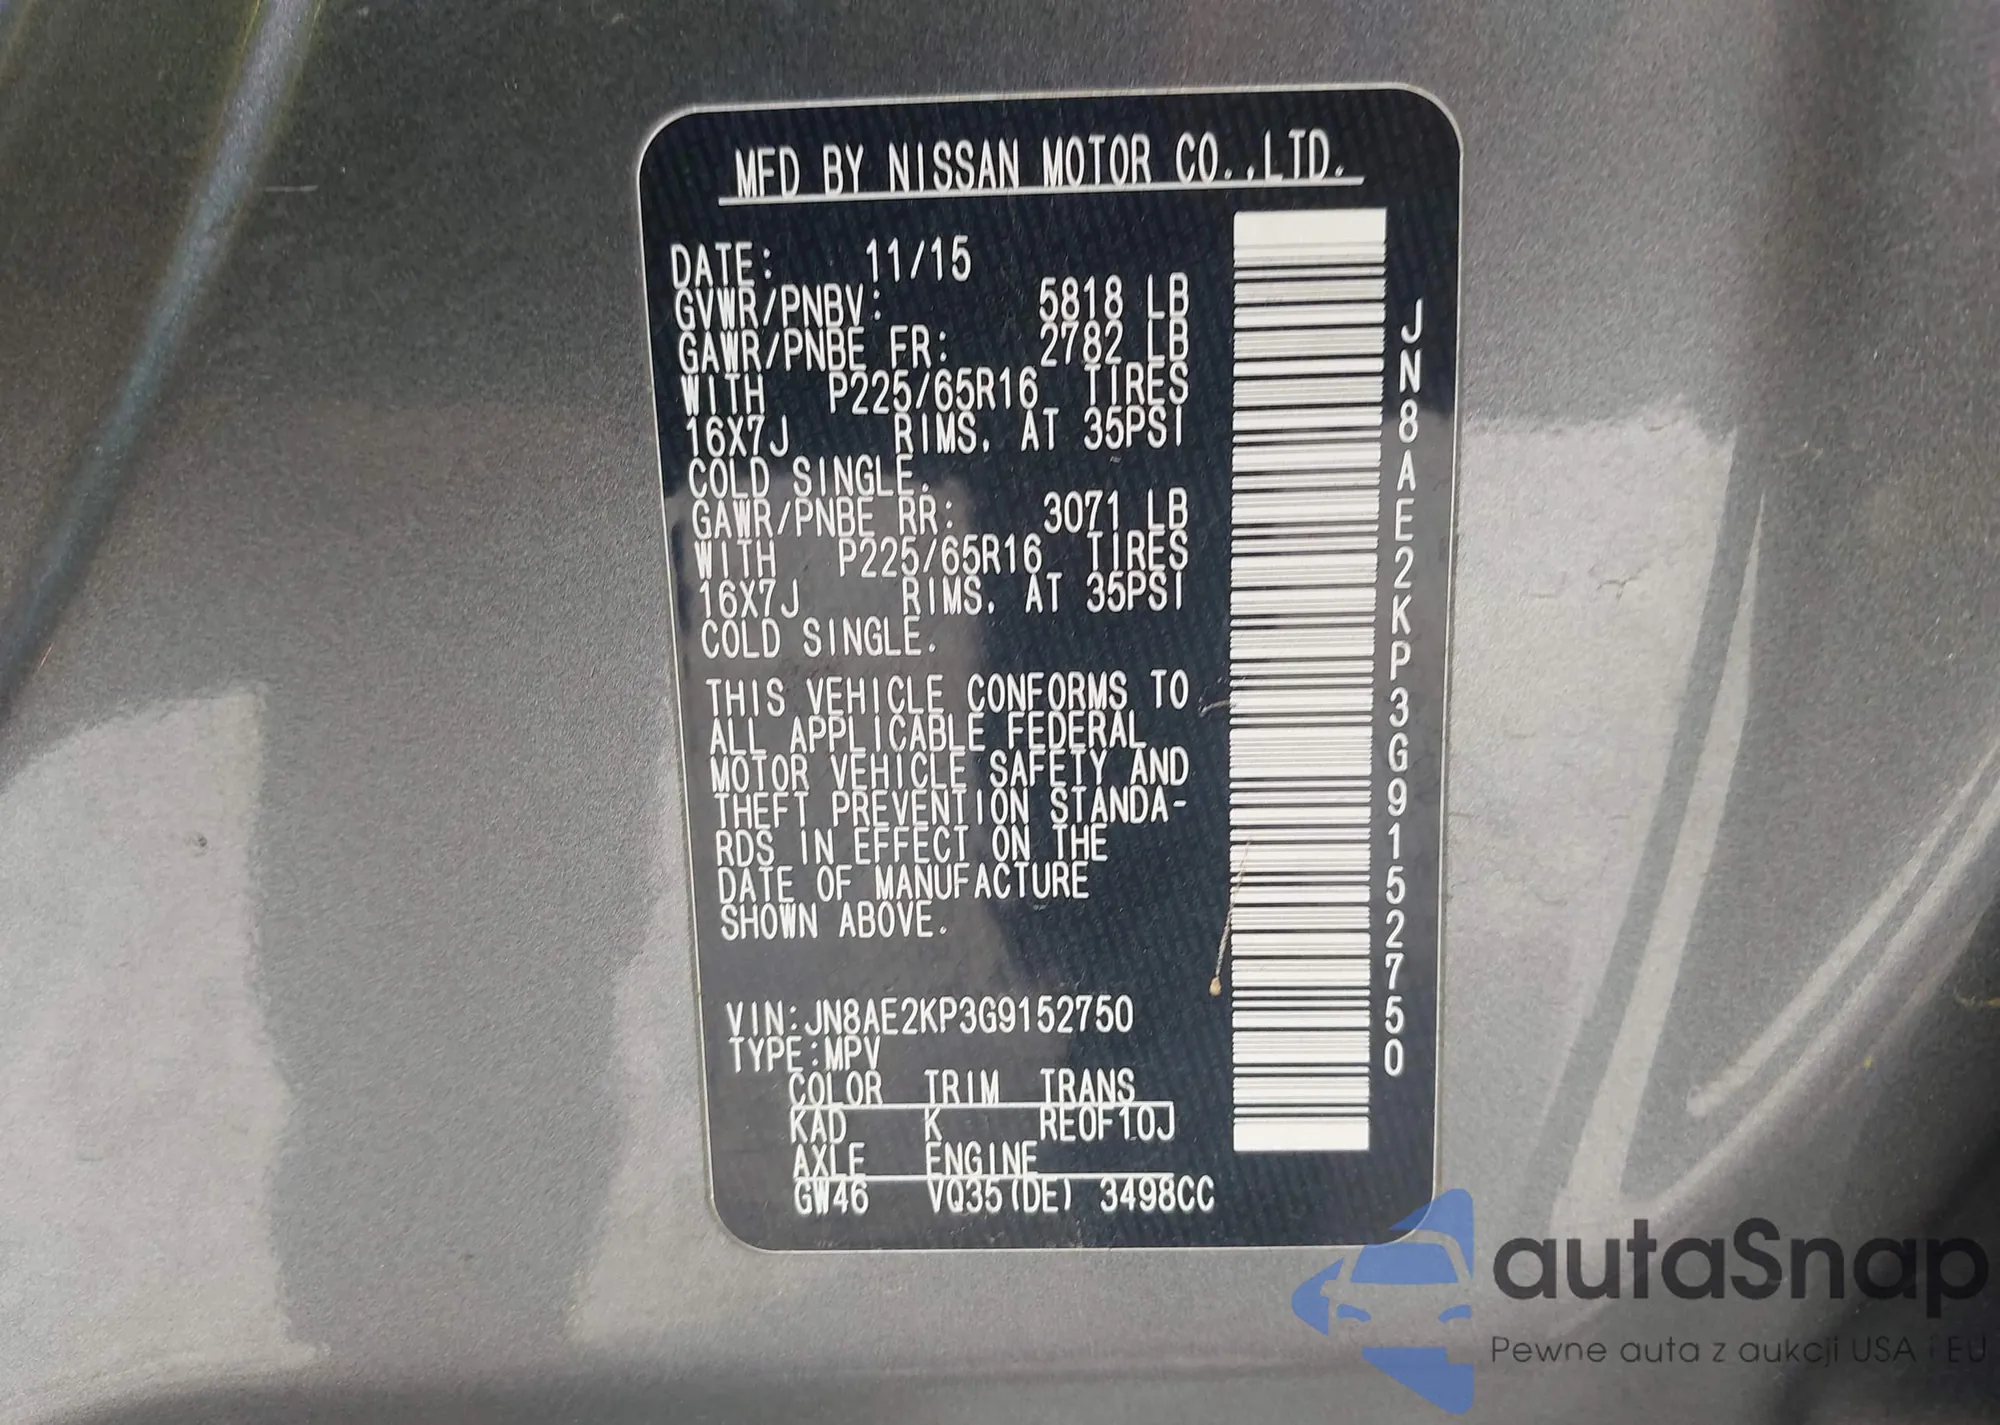 MFD BY NISSAN MOTOR CO.,LTD.
DATE: 11/15
GVWR/PNBV: 5818 LB
GAWR/PNBE FR: 2782 LB
WITH P225/65R16 TIRES
16X7J RIMS. AT 35PSI
COLD SINGLE.
GAWR/PNBE RR: 3071 LB
WITH P225/65R16 TIRES
16X7J RIMS. AT 35PSI
COLD SINGLE.
THIS VEHICLE CONFORMS TO
ALL APPLICABLE FEDERAL
MOTOR VEHICLE SAFETY AND
THEFT PREVENTION STANDA-
RDS IN EFFECT ON THE
DATE OF MANUFACTURE
SHOWN ABOVE.
VIN:JN8AE2KP3G9152750
TYPE:MPV
COLOR TRIM TRANS
KAD K RE0F10J
AXLE ENGINE
GW46 VQ35(DE) 3498CC
JN8AE2KP3G9152750
autaSnap
Pewne auta z aukcji USA i EU